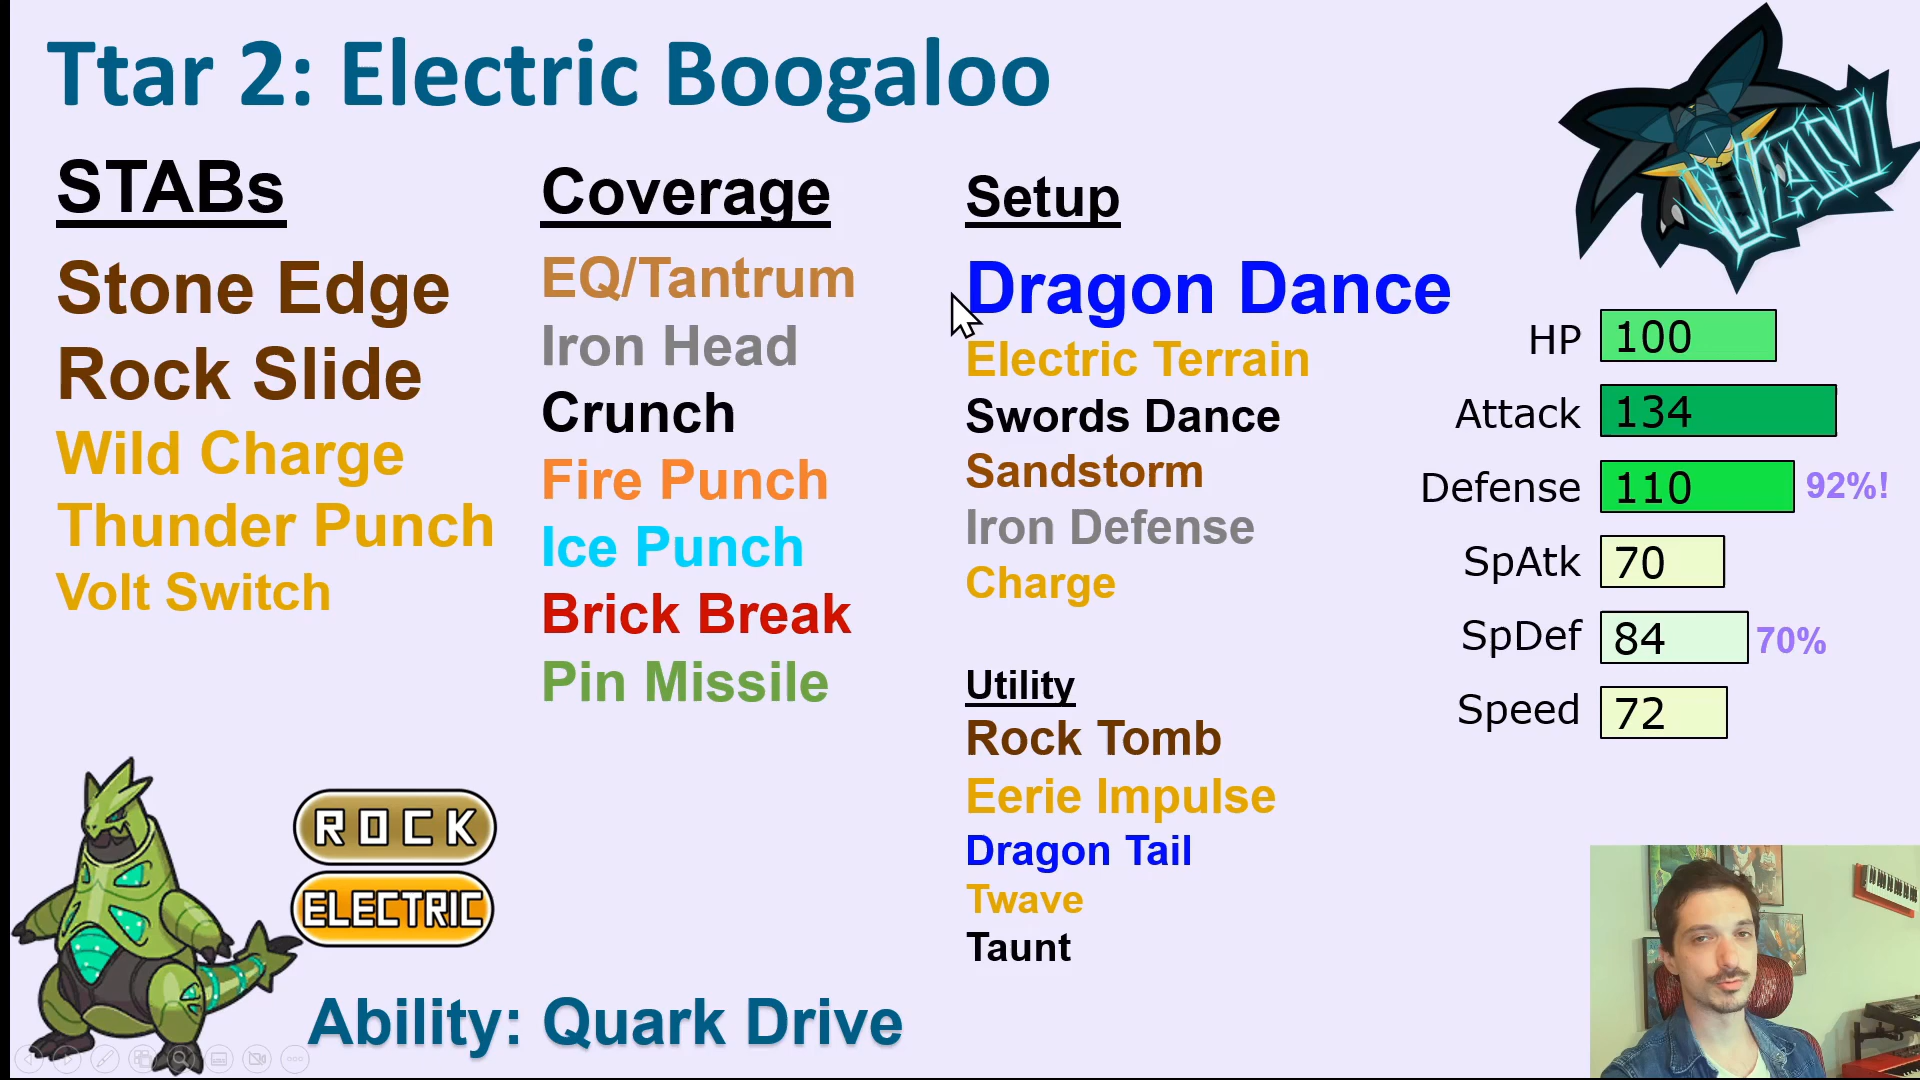 Ttar 2: Electric Boogaloo
STABs
Stone Edge
Rock Slide
Wild Charge
Thunder Punch
Volt Switch
Coverage
EQ/Tantrum
Iron Head
Crunch
Fire Punch
Ice Punch
Brick Break
Pin Missile
Setup
Dragon Dance
Electric Terrain
Swords Dance
Sandstorm
Iron Defense
Charge
Utility
Rock Tomb
Eerie Impulse
Dragon Tail
Twave
Taunt
VAN
HP 100
Attack 134
Defense 110 92%!
SpAtk 70
SpDef 84 70%
Speed 72
ROCK
ELECTRIC
Ability: Quark Drive